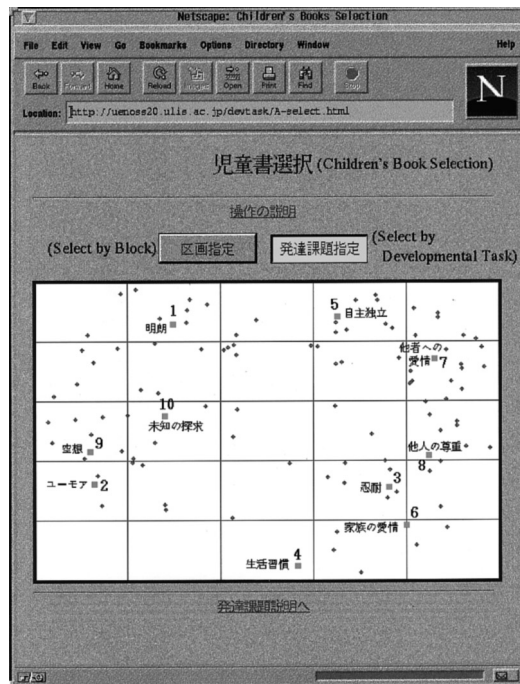 Netscape: Children's Books Selection
File Edit View Go Bookmarks Options Directory Window Help
Back Forward Home Reload Images Open Print Find Stop
N
Location: http://uenoss20.ulis.ac.jp/devtask/A-select.html
児童書選択 (Children's Book Selection)
操作の説明
(Select by Block) 区画指定 発達課題指定 (Select by Developmental Task)
1
明朗
5
自主独立
他者への
愛情 7
10
未知の探求
9
空想
他人の尊重
8
ユーモア 2
3
忍耐
6
家族の愛情
4
生活習慣
発達課題説明へ